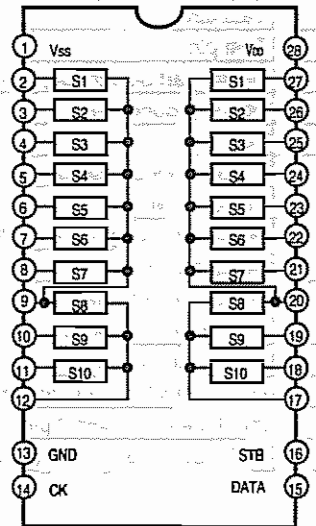 1 Vss VDD 28
2 S1 S1 27
3 S2 S2 26
4 S3 S3 25
5 S4 S4 24
6 S5 S5 23
7 S6 S6 22
8 S7 S7 21
9 S8 S8 20
10 S9 S9 19
11 S10 S10 18
12 17
13 GND STB 16
14 CK DATA 15